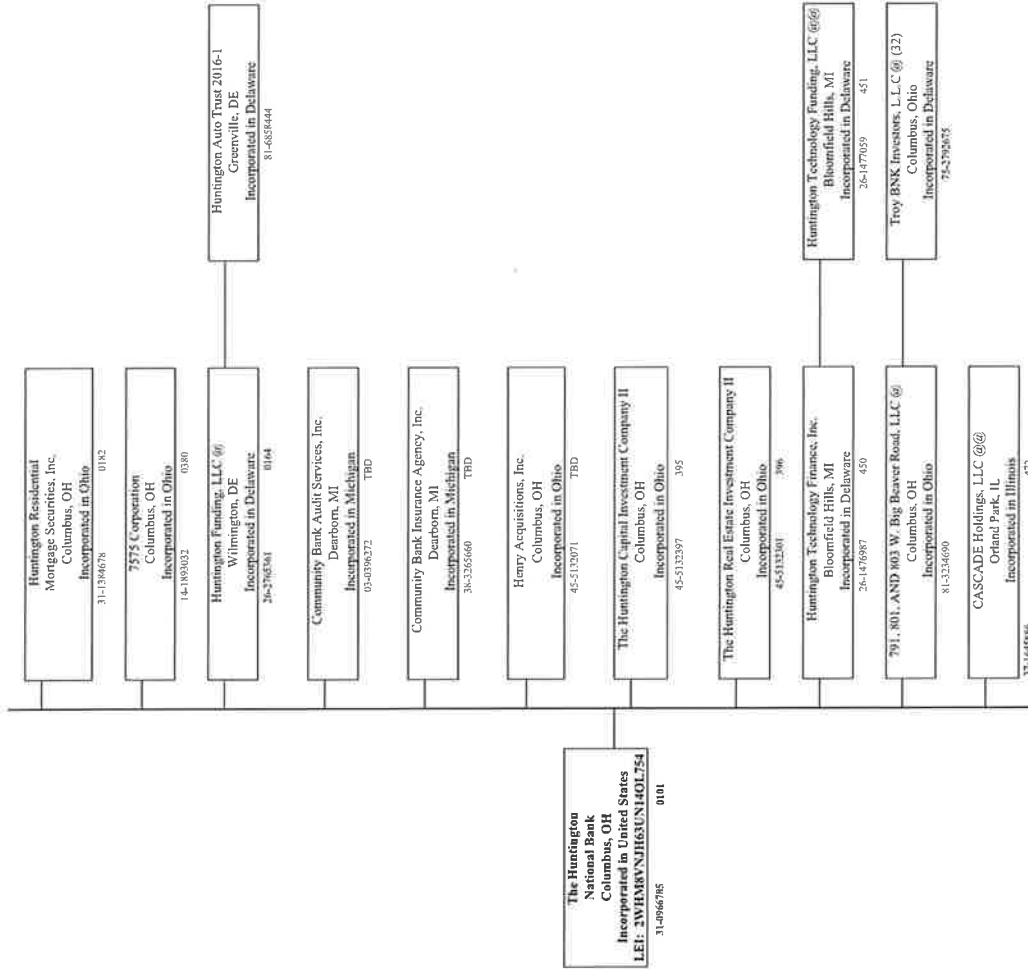 The Huntington
National Bank
Columbus, OH
Incorporated in United States
LEI: 2WHM8VNJH63UN14OL754
31-0966785 0101
Huntington Residential
Mortgage Securities, Inc.
Columbus, OH
Incorporated in Ohio
31-1384678 0182
7575 Corporation
Columbus, OH
Incorporated in Ohio
14-1893032 0380
Huntington Funding, LLC @
Wilmington, DE
Incorporated in Delaware
26-2765361 0164
Huntington Auto Trust 2016-1
Greenville, DE
Incorporated in Delaware
81-6858444
Community Bank Audit Services, Inc.
Dearborn, MI
Incorporated in Michigan
03-0396272 TBD
Community Bank Insurance Agency, Inc.
Dearborn, MI
Incorporated in Michigan
38-3265660 TBD
Henry Acquisitions, Inc.
Columbus, OH
Incorporated in Ohio
45-5132071 TBD
The Huntington Capital Investment Company II
Columbus, OH
Incorporated in Ohio
45-5132397 395
The Huntington Real Estate Investment Company II
Columbus, OH
Incorporated in Ohio
45-5132301 396
Huntington Technology Finance, Inc.
Bloomfield Hills, MI
Incorporated in Delaware
26-1476987 450
Huntington Technology Funding, LLC @@
Bloomfield Hills, MI
Incorporated in Delaware
26-1477059 451
791, 801, AND 803 W. Big Beaver Road, LLC @
Columbus, OH
Incorporated in Ohio
81-3234690
Troy BNK Investors, L.L.C @ (32)
Columbus, Ohio
Incorporated in Delaware
75-2792675
CASCADE Holdings, LLC @@
Orland Park, IL
Incorporated in Illinois